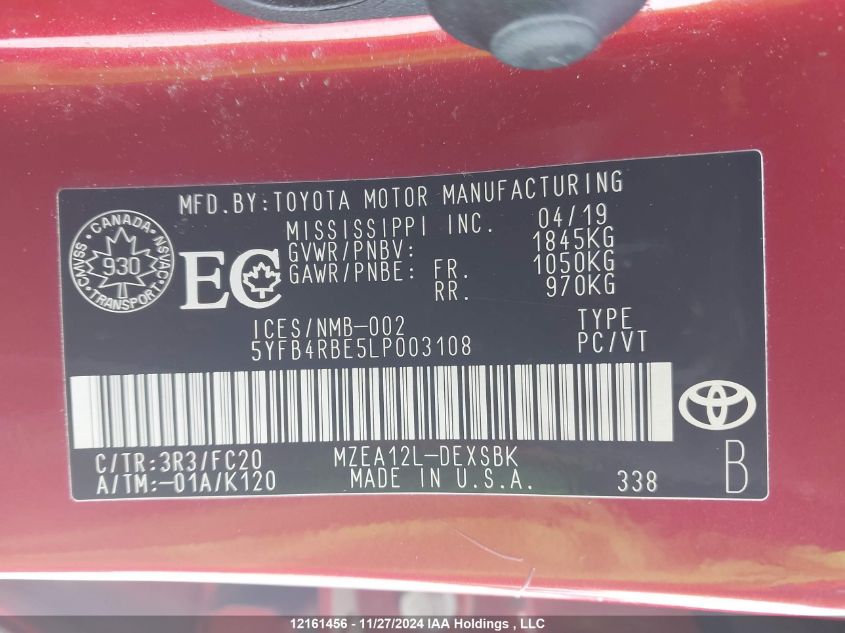 MFD.BY:TOYOTA MOTOR MANUFACTURING
MISSISSIPPI INC. 04/19
GVWR/PNBV: 1845KG
GAWR/PNBE: FR. 1050KG
RR. 970KG
CANADA
CMVSS NSVAC
930
TRANSPORT
EC
ICES/NMB-002 TYPE
5YFB4RBE5LP003108 PC/VT
C/TR:3R3/FC20 MZEA12L-DEXSBK
A/TM:-01A/K120 MADE IN U.S.A. 338 B
12161456 - 11/27/2024 IAA Holdings , LLC